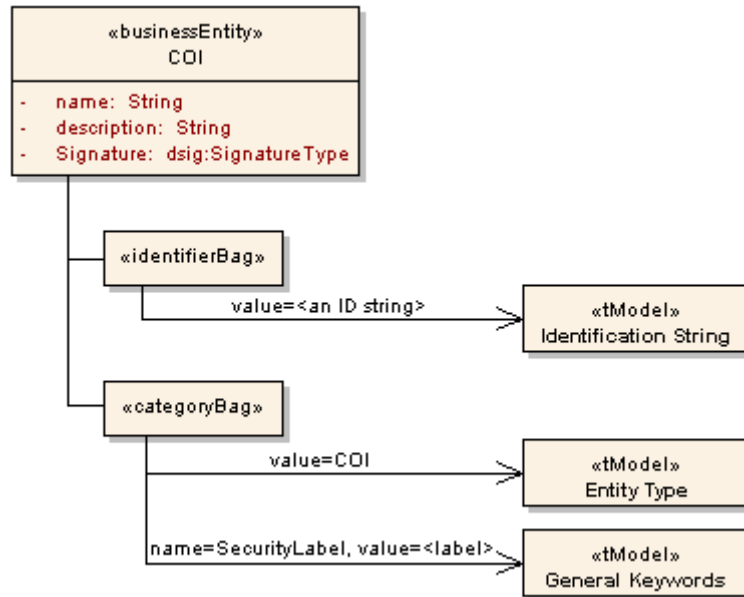 «businessEntity»
COI
- name: String
- description: String
- Signature: dsig:SignatureType
«identifierBag»
value=<an ID string>
«tModel»
Identification String
«categoryBag»
value=COI
«tModel»
Entity Type
name=SecurityLabel, value=<label>
«tModel»
General Keywords